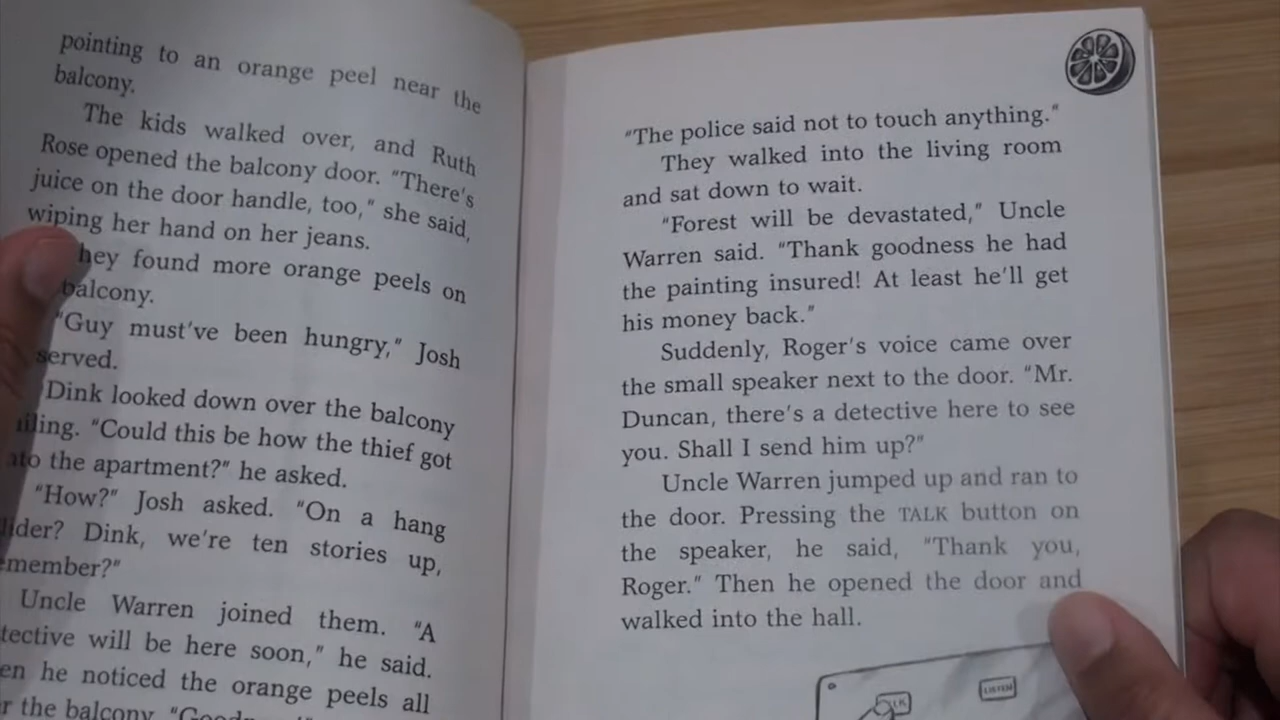 pointing to an orange peel near the
balcony.
The kids walked over, and Ruth
Rose opened the balcony door. "There's
juice on the door handle, too," she said,
wiping her hand on her jeans.
hey found more orange peels on
balcony.
"Guy must've been hungry," Josh
served.
Dink looked down over the balcony
iling. "Could this be how the thief got
to the apartment?" he asked.
"How?" Josh asked. "On a hang
lider? Dink, we're ten stories up,
member?"
Uncle Warren joined them. "A
tective will be here soon," he said.
en he noticed the orange peels all
the balcony.
"The police said not to touch anything."
They walked into the living room
and sat down to wait.
"Forest will be devastated," Uncle
Warren said. "Thank goodness he had
the painting insured! At least he'll get
his money back."
Suddenly, Roger's voice came over
the small speaker next to the door. "Mr.
Duncan, there's a detective here to see
you. Shall I send him up?"
Uncle Warren jumped up and ran to
the door. Pressing the TALK button on
the speaker, he said, "Thank you,
Roger." Then he opened the door and
walked into the hall.
LISTEN